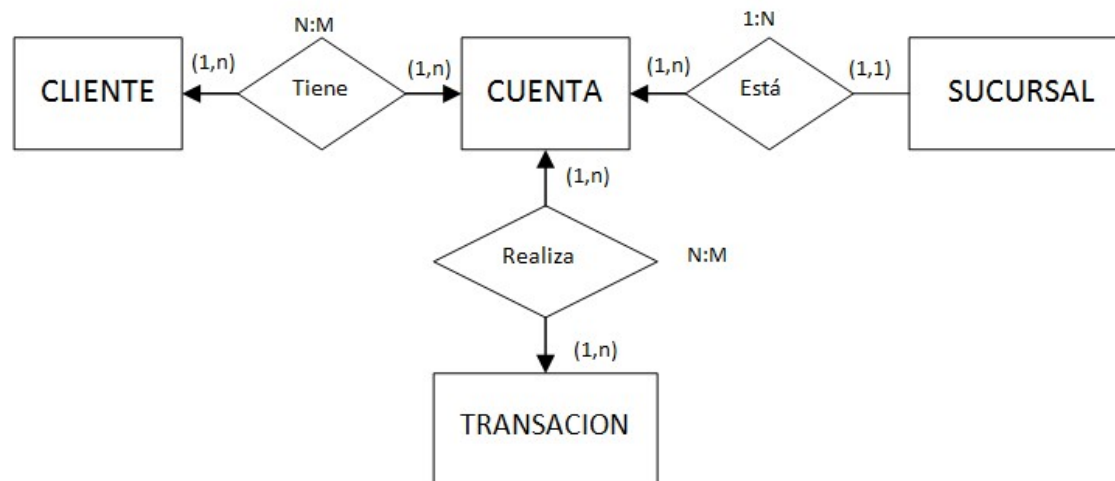 N:M
1:N
CLIENTE
(1,n)
Tiene
(1,n)
CUENTA
(1,n)
Está
(1,1)
SUCURSAL
(1,n)
Realiza
N:M
(1,n)
TRANSACION